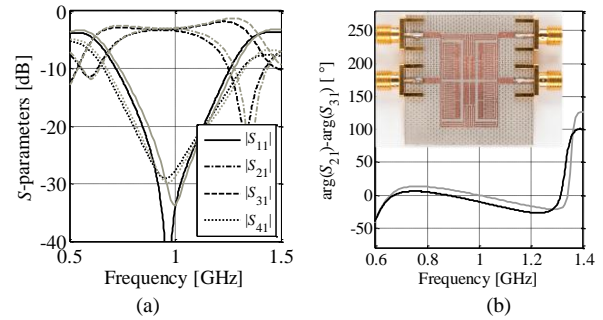 S-parameters [dB]
0
-10
-20
-30
-40
|S11|
|S21|
|S31|
|S41|
0.5
1
1.5
Frequency [GHz]
(a)
arg(S21)-arg(S31) [°]
250
200
150
100
50
0
-50
0.6
0.8
1
1.2
1.4
Frequency [GHz]
(b)